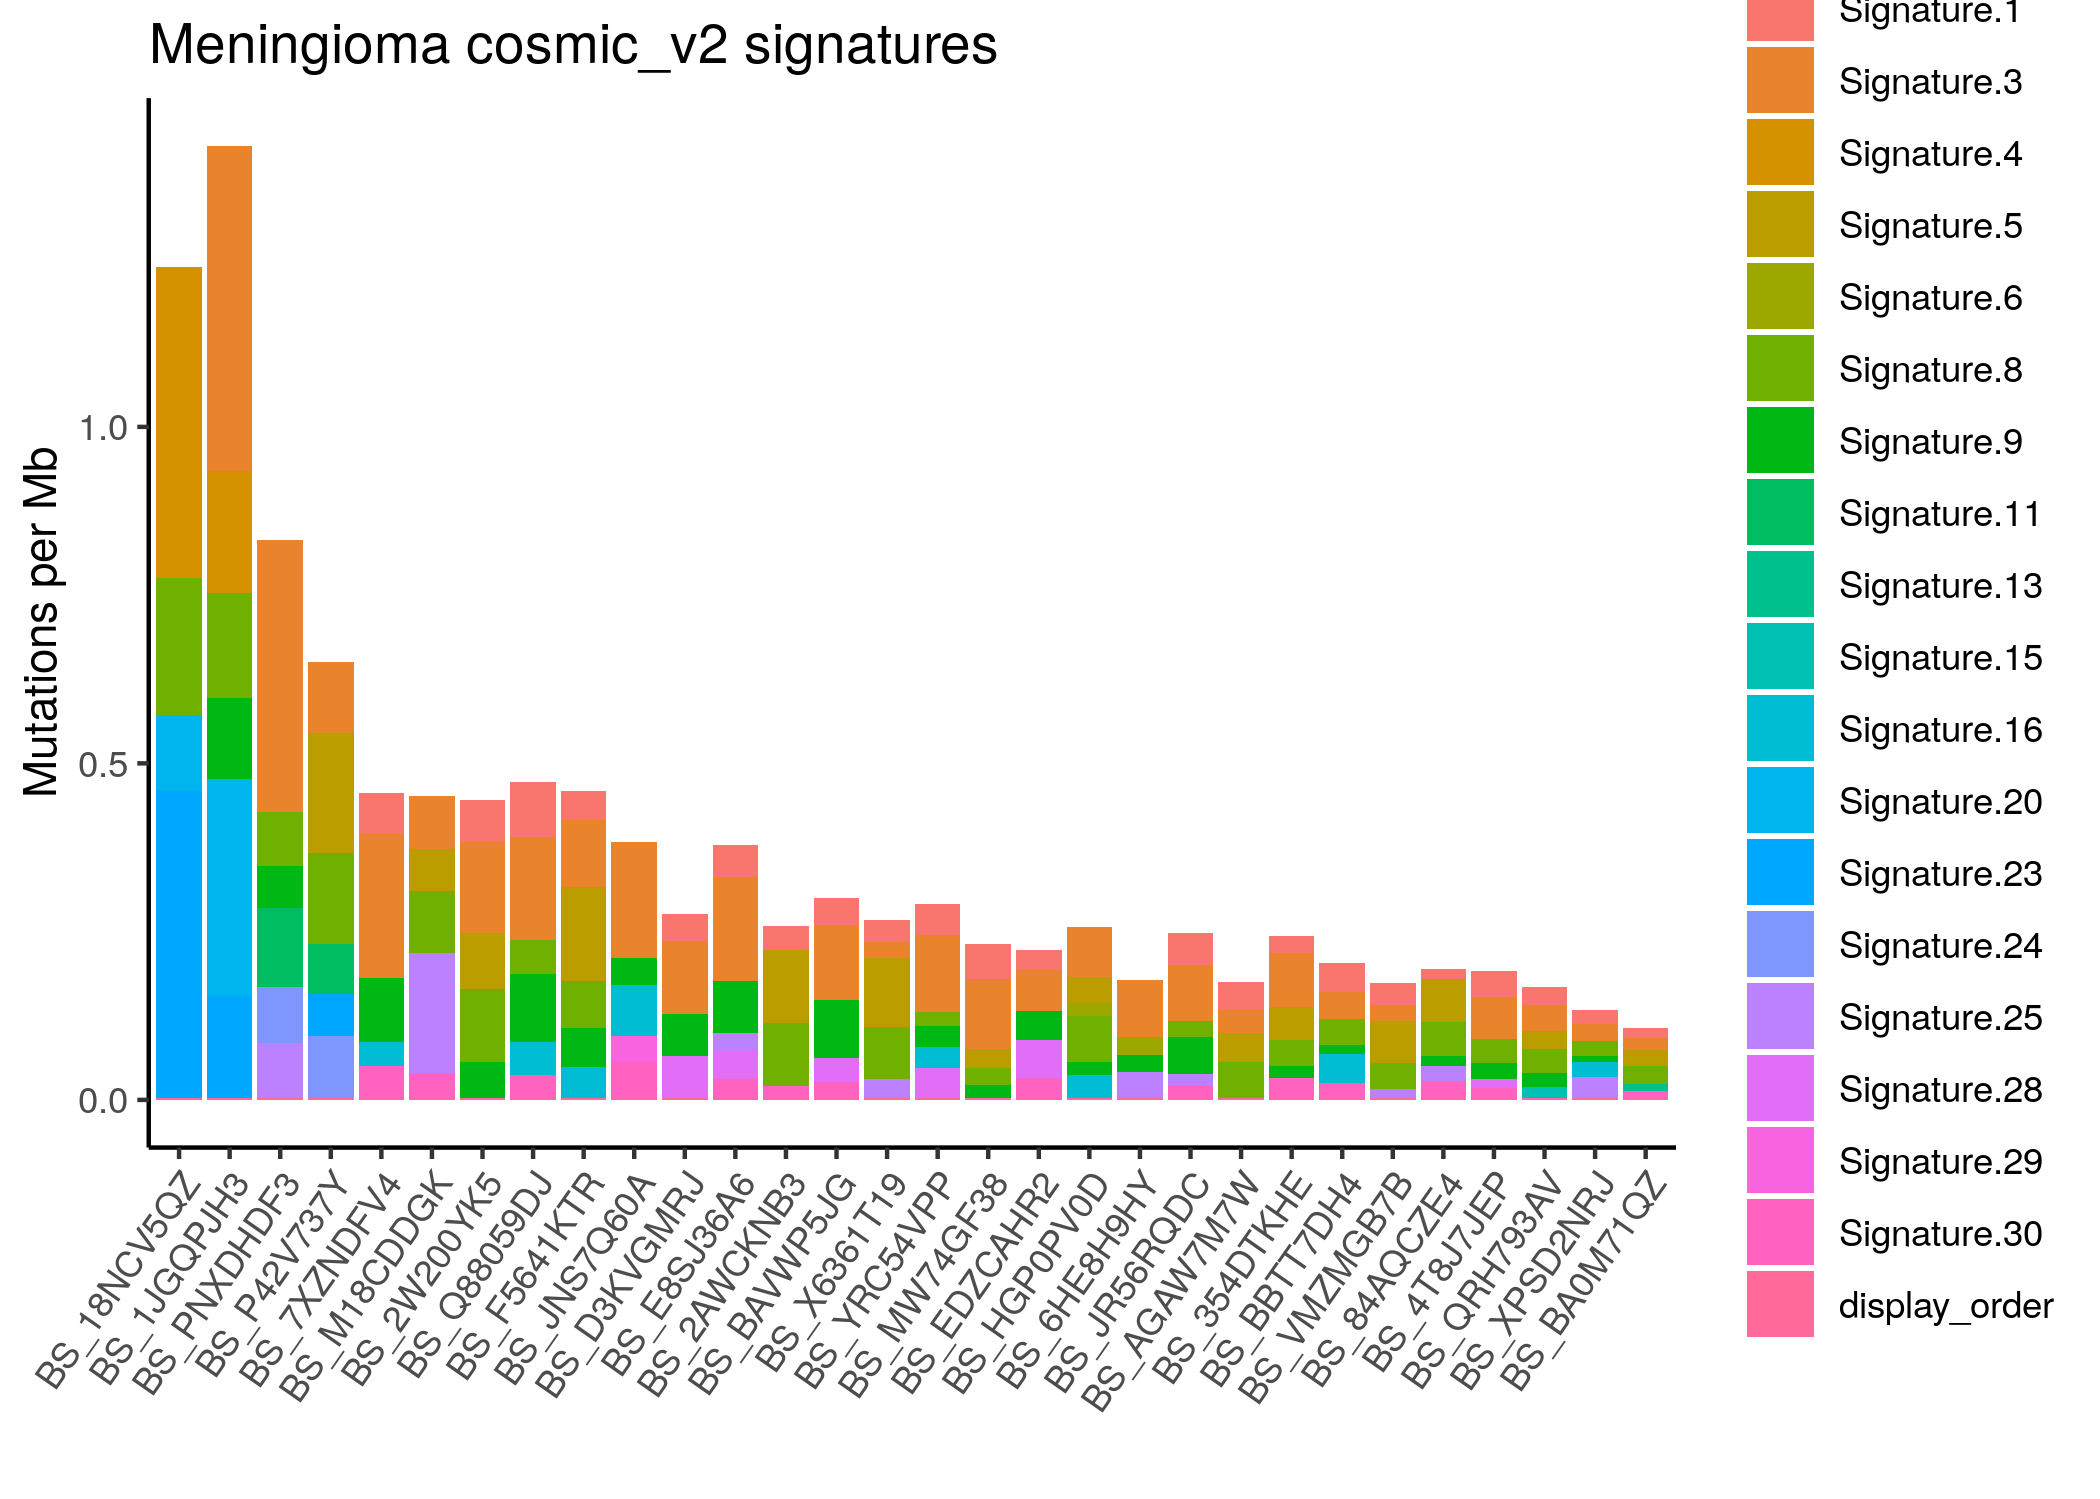 Meningioma cosmic_v2 signatures
Mutations per Mb
1.0
0.5
0.0
BS_18NCV5QZ
BS_1JGQPJH3
BS_PNXDHDF3
BS_P42V737Y
BS_7XZNDFV4
BS_M18CDDGK
BS_2W200YK5
BS_Q88059DJ
BS_F5641KTR
BS_JNS7Q60A
BS_D3KVGMRJ
BS_E8SJ36A6
BS_2AWCKNB3
BS_BAVWP5JG
BS_X6361T19
BS_YRC54VPP
BS_MW74GF38
BS_EDZCAHR2
BS_HGP0PV0D
BS_6HE8H9HY
BS_JR56RQDC
BS_AGAW7M7W
BS_354DTKHE
BS_BBTT7DH4
BS_VMZMGB7B
BS_84AQCZE4
BS_4T8J7JEP
BS_QRH793AV
BS_XPSD2NRJ
BS_BA0M71QZ
Signature.1
Signature.3
Signature.4
Signature.5
Signature.6
Signature.8
Signature.9
Signature.11
Signature.13
Signature.15
Signature.16
Signature.20
Signature.23
Signature.24
Signature.25
Signature.28
Signature.29
Signature.30
display_order